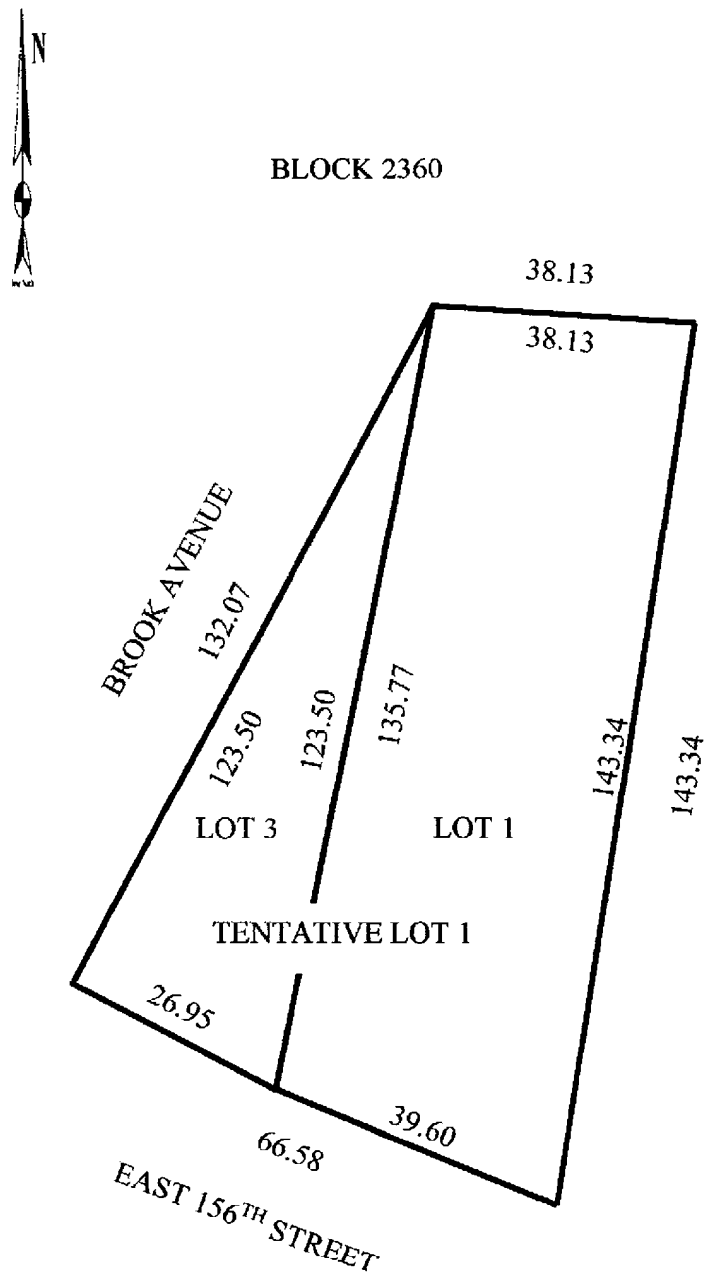 N
BLOCK 2360
38.13
38.13
BROOK AVENUE
132.07
123.50
123.50
135.77
143.34
143.34
LOT 3
LOT 1
TENTATIVE LOT 1
26.95
39.60
66.58
EAST 156TH STREET